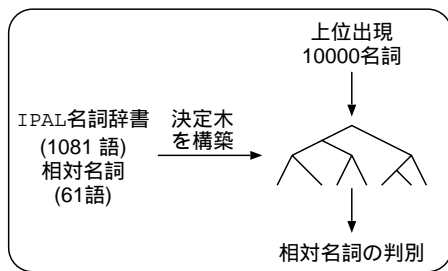 上位出現
10000名詞
IPAL名詞辞書
(1081 語)
相対名詞
(61語)
決定木
を構築
相対名詞の判別